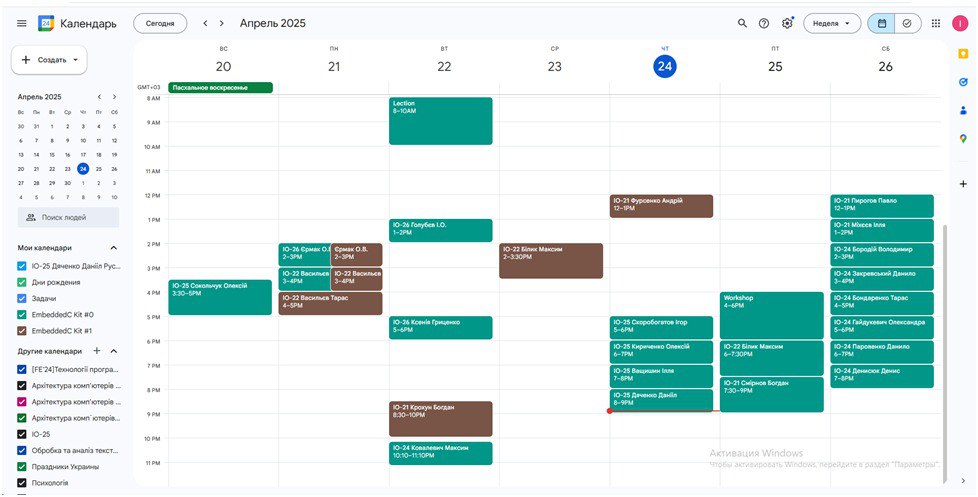 24
Календарь
Сегодня
Апрель 2025
Неделя
І
Создать
Апрель 2025
Вс Пн Вт Ср Чт Пт Сб
30 31 1 2 3 4 5
6 7 8 9 10 11 12
13 14 15 16 17 18 19
20 21 22 23 24 25 26
27 28 29 30 1 2 3
4 5 6 7 8 9 10
Поиск людей
Мои календари
ІО-25 Дяченко Данііл Рус...
Дни рождения
Задачи
EmbeddedC Kit #0
EmbeddedC Kit #1
Другие календари
[FE'24]Технології програ...
Архітектура комп'ютерів ...
Архітектура комп'ютерів ...
Архітектура комп'ютерів...
ІО-25
Обробка та аналіз текст...
Праздники Украины
Психологія
ВС
20
ПН
21
ВТ
22
СР
23
ЧТ
24
ПТ
25
СБ
26
GMT+03
Пасхальное воскресенье
8 AM
9 AM
10 AM
11 AM
12 PM
1 PM
2 PM
3 PM
4 PM
5 PM
6 PM
7 PM
8 PM
9 PM
10 PM
11 PM
ІО-25 Сокольчук Олексій
3:30–5PM
ІО-26 Єрмак О.В
2–3PM
Єрмак О.В.
2–3PM
ІО-22 Васильєв
3–4PM
ІО-22 Васильєв
3–4PM
ІО-22 Васильєв Тарас
4–5PM
Lection
8–10AM
ІО-26 Голубєв І.О.
1–2PM
ІО-26 Ксенія Гриценко
5–6PM
ІО-21 Крокун Богдан
8:30–10PM
ІО-24 Ковалевич Максим
10:10–11:10PM
ІО-22 Білик Максим
2–3:30PM
ІО-21 Фурсенко Андрій
12–1PM
ІО-25 Скоробогатов Ігор
5–6PM
ІО-25 Кириченко Олексій
6–7PM
ІО-25 Ващишин Ілля
7–8PM
ІО-25 Дяченко Данііл
8–9PM
Workshop
4–6PM
ІО-22 Білик Максим
6–7:30PM
ІО-21 Смірнов Богдан
7:30–9PM
ІО-21 Пирогов Павло
12–1PM
ІО-21 Міхєєв Ілля
1–2PM
ІО-24 Бородій Володимир
2–3PM
ІО-24 Закревський Данило
3–4PM
ІО-24 Бондаренко Тарас
4–5PM
ІО-24 Гайдукевич Олександра
5–6PM
ІО-24 Паровенко Данило
6–7PM
ІО-24 Денисюк Денис
7–8PM
Активация Windows
Чтобы активировать Windows, перейдите в раздел "Параметры".